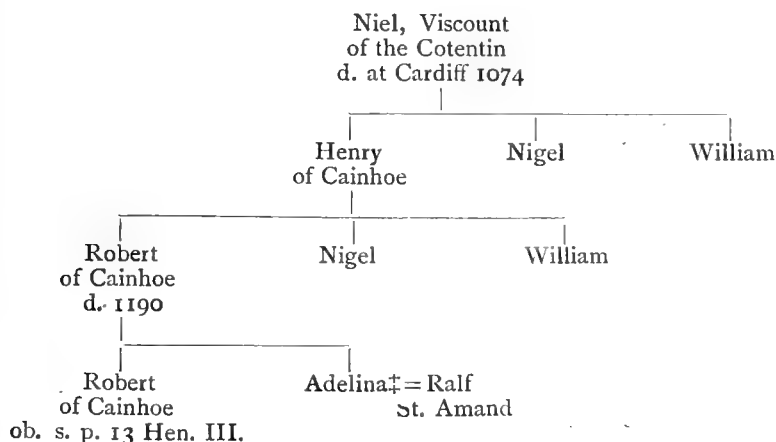 Niel, Viscount
of the Cotentin
d. at Cardiff 1074
Henry Nigel William
of Cainhoe
Robert Nigel William
of Cainhoe
d. 1190
Robert Adelina‡ = Ralf
of Cainhoe St. Amand
ob. s. p. 13 Hen. III.